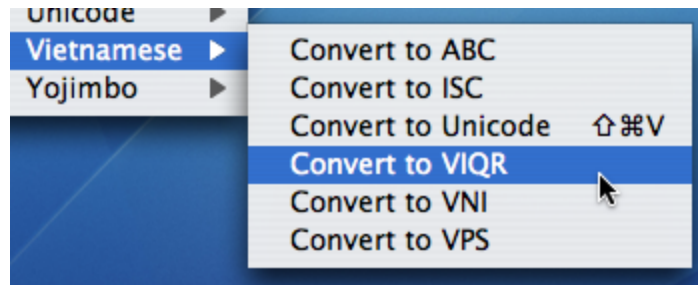 Unicode
Vietnamese
Yojimbo
Convert to ABC
Convert to ISC
Convert to Unicode ⇧⌘V
Convert to VIQR
Convert to VNI
Convert to VPS